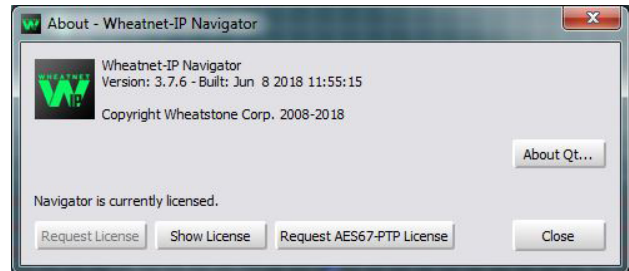 About - Wheatnet-IP Navigator
WHEATNET
IP
Wheatnet-IP Navigator
Version: 3.7.6 - Built: Jun 8 2018 11:55:15
Copyright Wheatstone Corp. 2008-2018
About Qt...
Navigator is currently licensed.
Request License
Show License
Request AES67-PTP License
Close